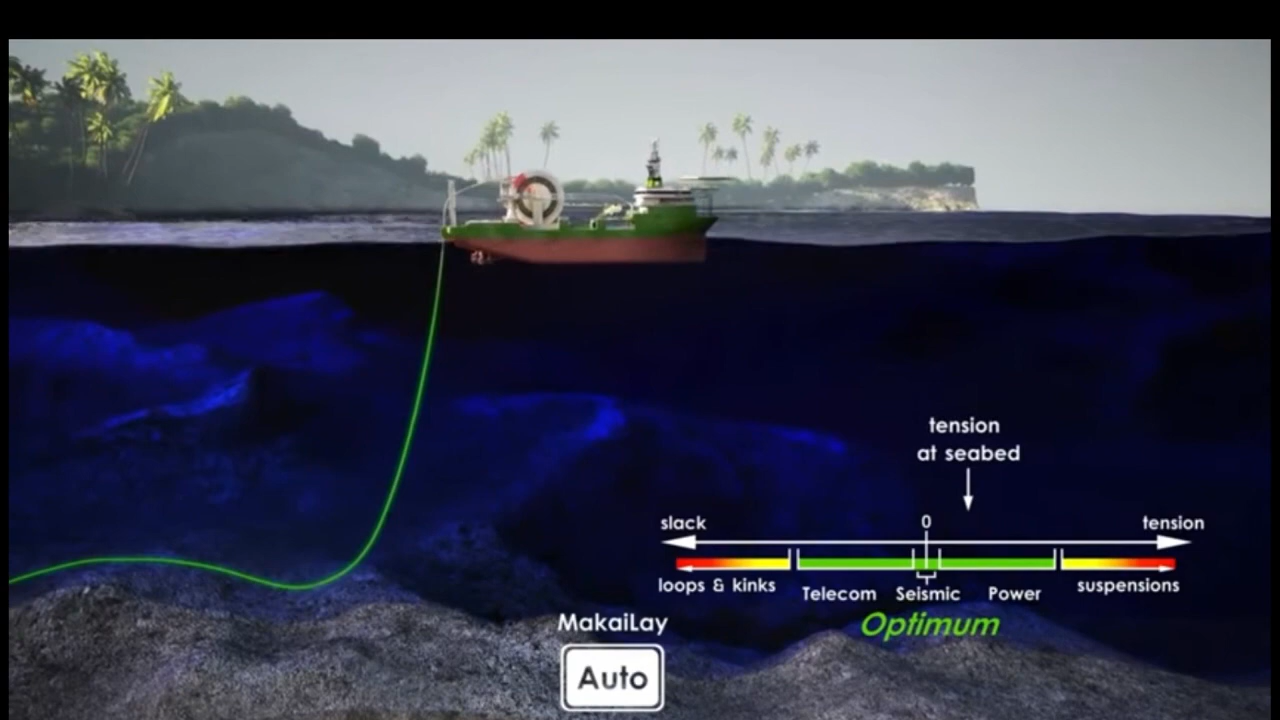 tension
at seabed
slack
0
tension
loops & kinks
Telecom
Seismic
Power
suspensions
Optimum
MakaiLay
Auto